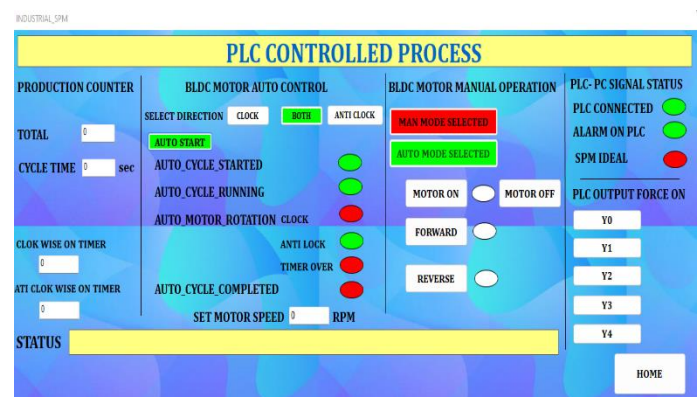 INDUSTRIAL_SPM
PLC CONTROLLED PROCESS
PRODUCTION COUNTER
TOTAL 0
CYCLE TIME 0 sec
CLOK WISE ON TIMER
0
ATI CLOK WISE ON TIMER
0
BLDC MOTOR AUTO CONTROL
SELECT DIRECTION CLOCK BOTH ANTI CLOCK
AUTO START
AUTO_CYCLE_STARTED
AUTO_CYCLE_RUNNING
AUTO_MOTOR_ROTATION CLOCK
ANTI LOCK
TIMER OVER
AUTO_CYCLE_COMPLETED
SET MOTOR SPEED 0 RPM
BLDC MOTOR MANUAL OPERATION
MAN MODE SELECTED
AUTO MODE SELECTED
MOTOR ON MOTOR OFF
FORWARD
REVERSE
PLC- PC SIGNAL STATUS
PLC CONNECTED
ALARM ON PLC
SPM IDEAL
PLC OUTPUT FORCE ON
Y0
Y1
Y2
Y3
Y4
STATUS
HOME